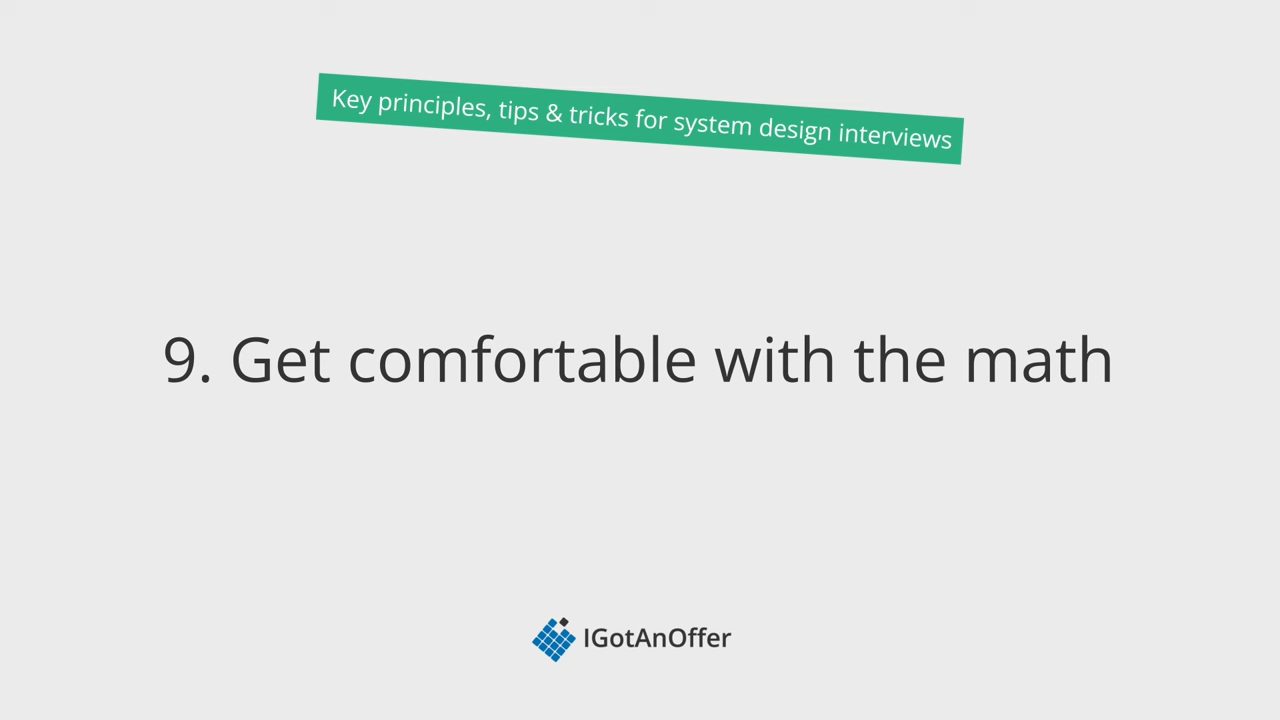 Key principles, tips & tricks for system design interviews
9. Get comfortable with the math
IGotAnOffer